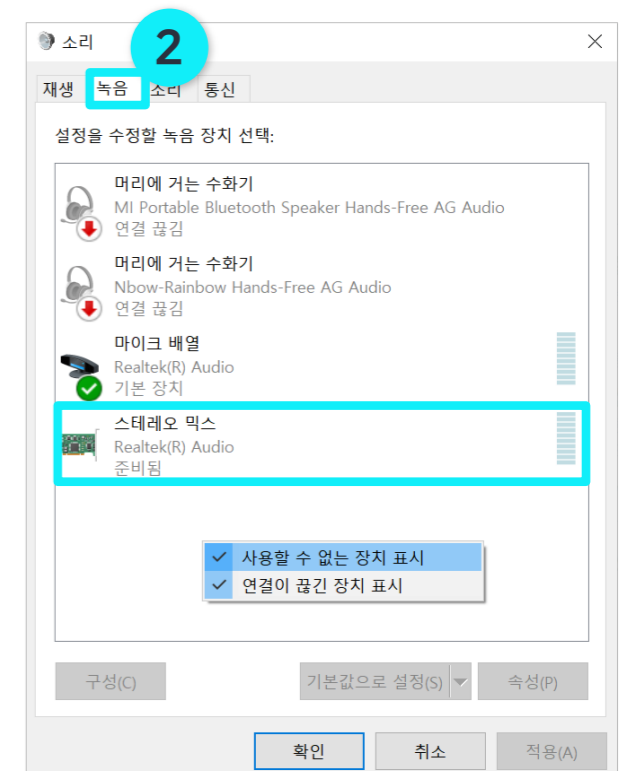 소리
2
재생 녹음 소리 통신
설정을 수정할 녹음 장치 선택:
머리에 거는 수화기
MI Portable Bluetooth Speaker Hands-Free AG Audio
연결 끊김
머리에 거는 수화기
Nbow-Rainbow Hands-Free AG Audio
연결 끊김
마이크 배열
Realtek(R) Audio
기본 장치
스테레오 믹스
Realtek(R) Audio
준비됨
사용할 수 없는 장치 표시
연결이 끊긴 장치 표시
구성(C) 기본값으로 설정(S) 속성(P)
확인 취소 적용(A)